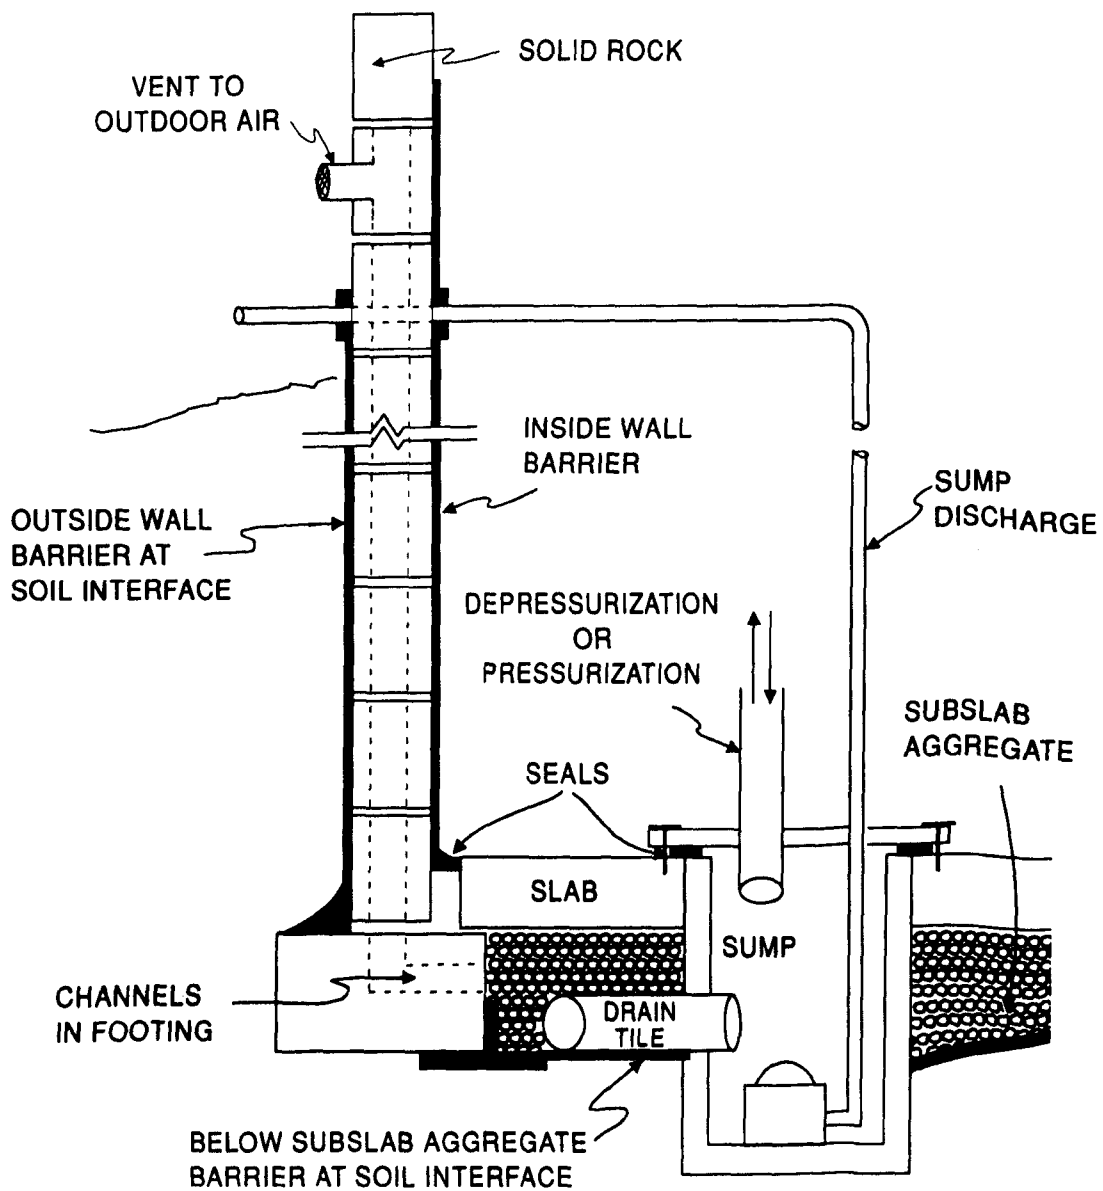 SOLID ROCK
VENT TO
OUTDOOR AIR
INSIDE WALL
BARRIER
SUMP
DISCHARGE
OUTSIDE WALL
BARRIER AT
SOIL INTERFACE
DEPRESSURIZATION
OR
PRESSURIZATION
SUBSLAB
AGGREGATE
SEALS
SLAB
SUMP
CHANNELS
IN FOOTING
DRAIN
TILE
BELOW SUBSLAB AGGREGATE
BARRIER AT SOIL INTERFACE